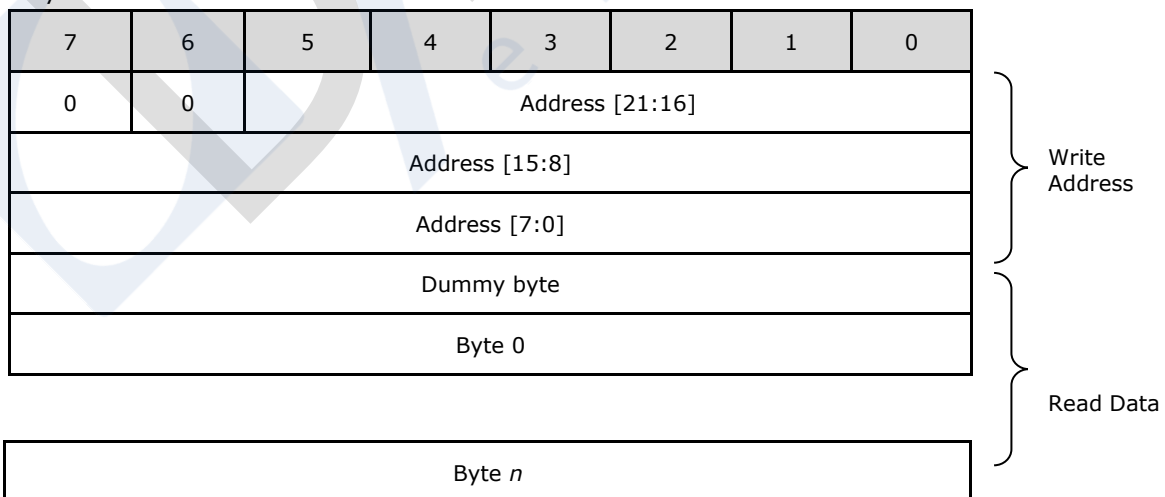 7 6 5 4 3 2 1 0
0 0 Address [21:16]
Address [15:8]
Write
Address
Address [7:0]
Dummy byte
Byte 0
Read Data
Byte n